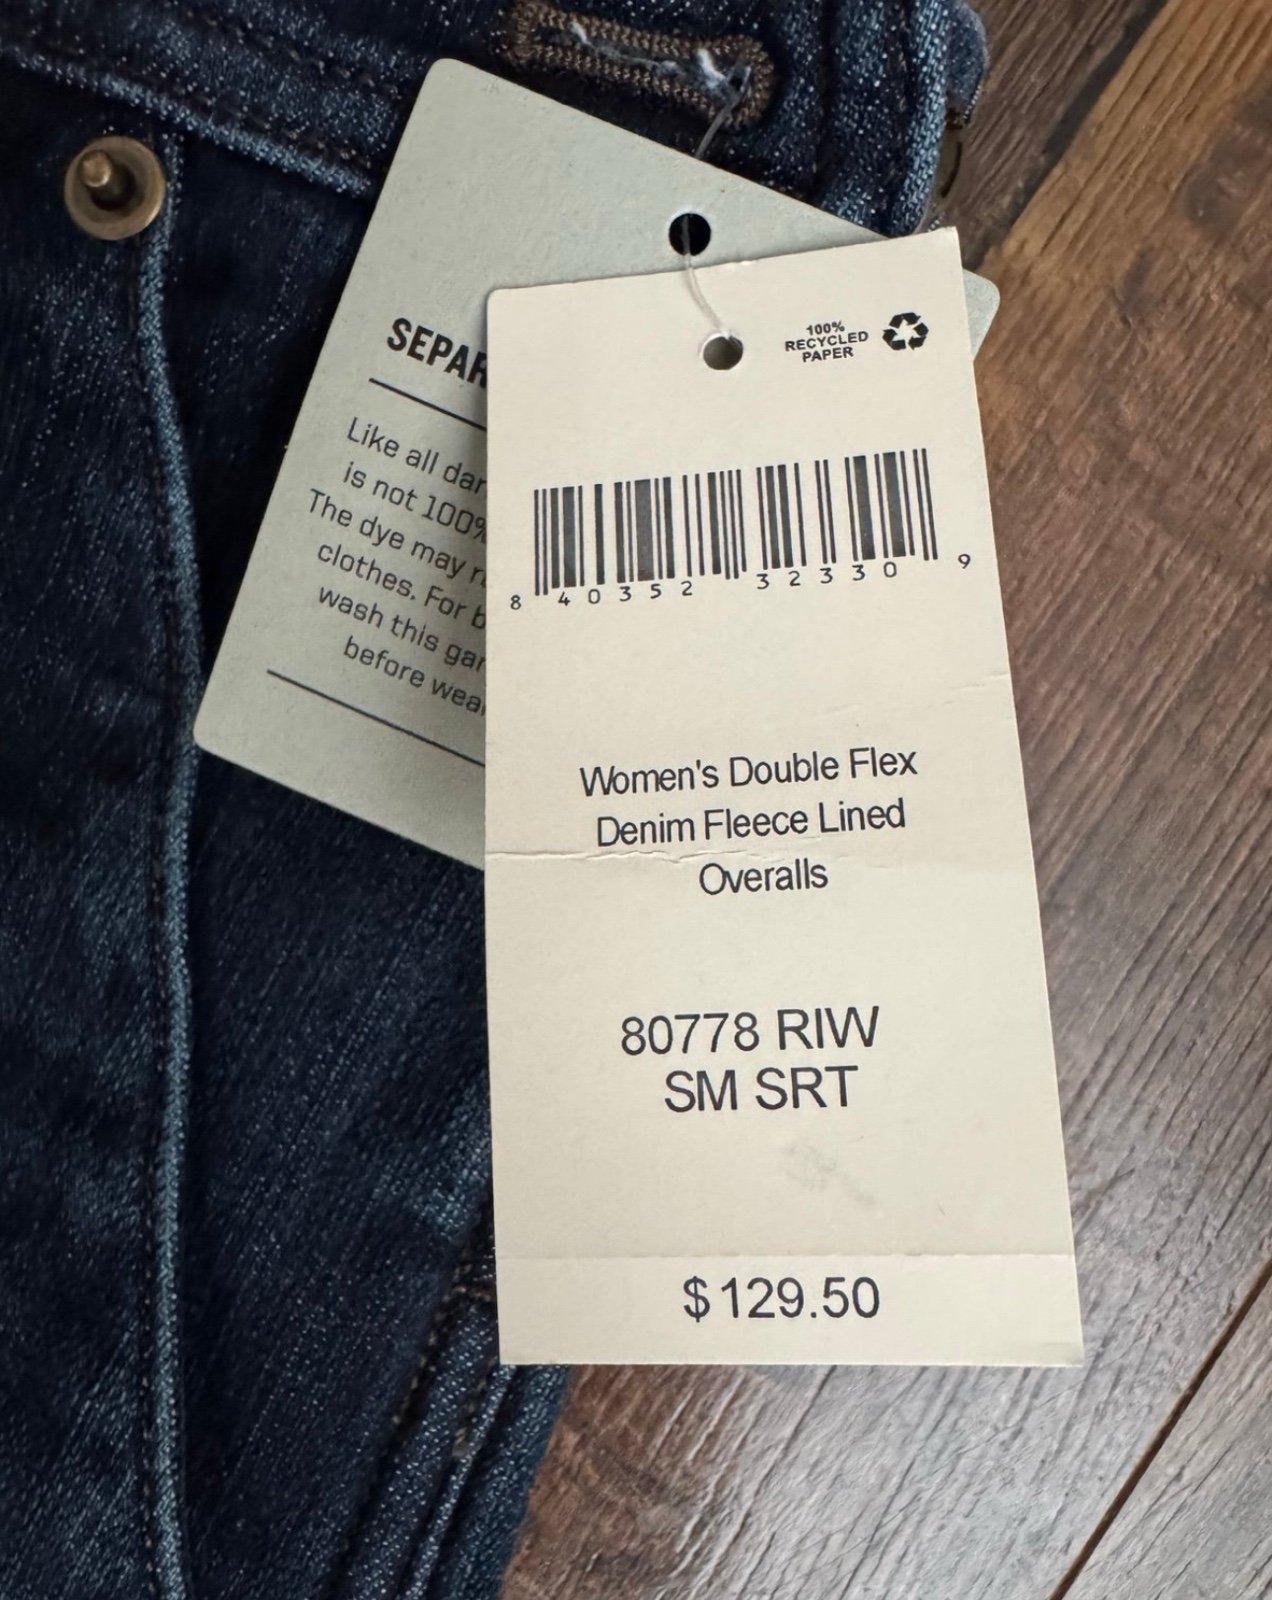 SEPAR
Like all dar
is not 100%
The dye may r
clothes. For b
wash this gar
before wear
100%
RECYCLED
PAPER
8 40352 32330 9
Women's Double Flex
Denim Fleece Lined
Overalls
80778 RIW
SM SRT
$129.50